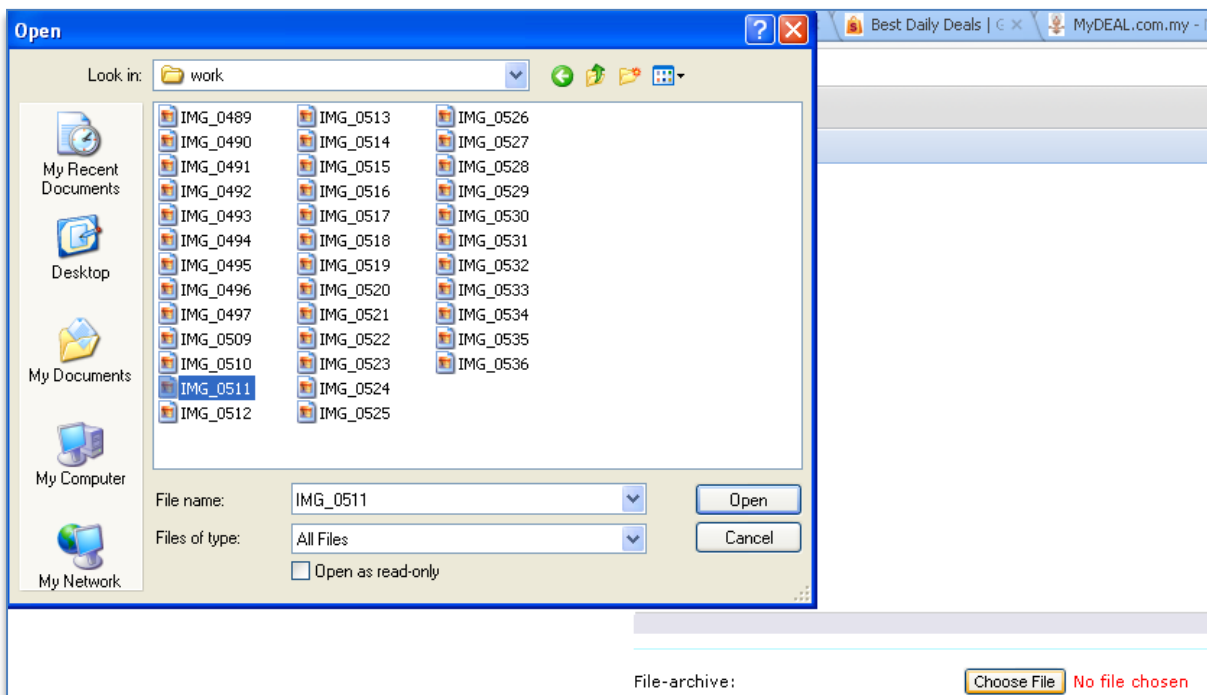 Open
Best Daily Deals | G
MyDEAL.com.my -
Look in: work
My Recent
Documents
Desktop
My Documents
My Computer
My Network
IMG_0489
IMG_0490
IMG_0491
IMG_0492
IMG_0493
IMG_0494
IMG_0495
IMG_0496
IMG_0497
IMG_0509
IMG_0510
IMG_0511
IMG_0512
IMG_0513
IMG_0514
IMG_0515
IMG_0516
IMG_0517
IMG_0518
IMG_0519
IMG_0520
IMG_0521
IMG_0522
IMG_0523
IMG_0524
IMG_0525
IMG_0526
IMG_0527
IMG_0528
IMG_0529
IMG_0530
IMG_0531
IMG_0532
IMG_0533
IMG_0534
IMG_0535
IMG_0536
File name: IMG_0511 Open
Files of type: All Files Cancel
Open as read-only
File-archive: Choose File No file chosen